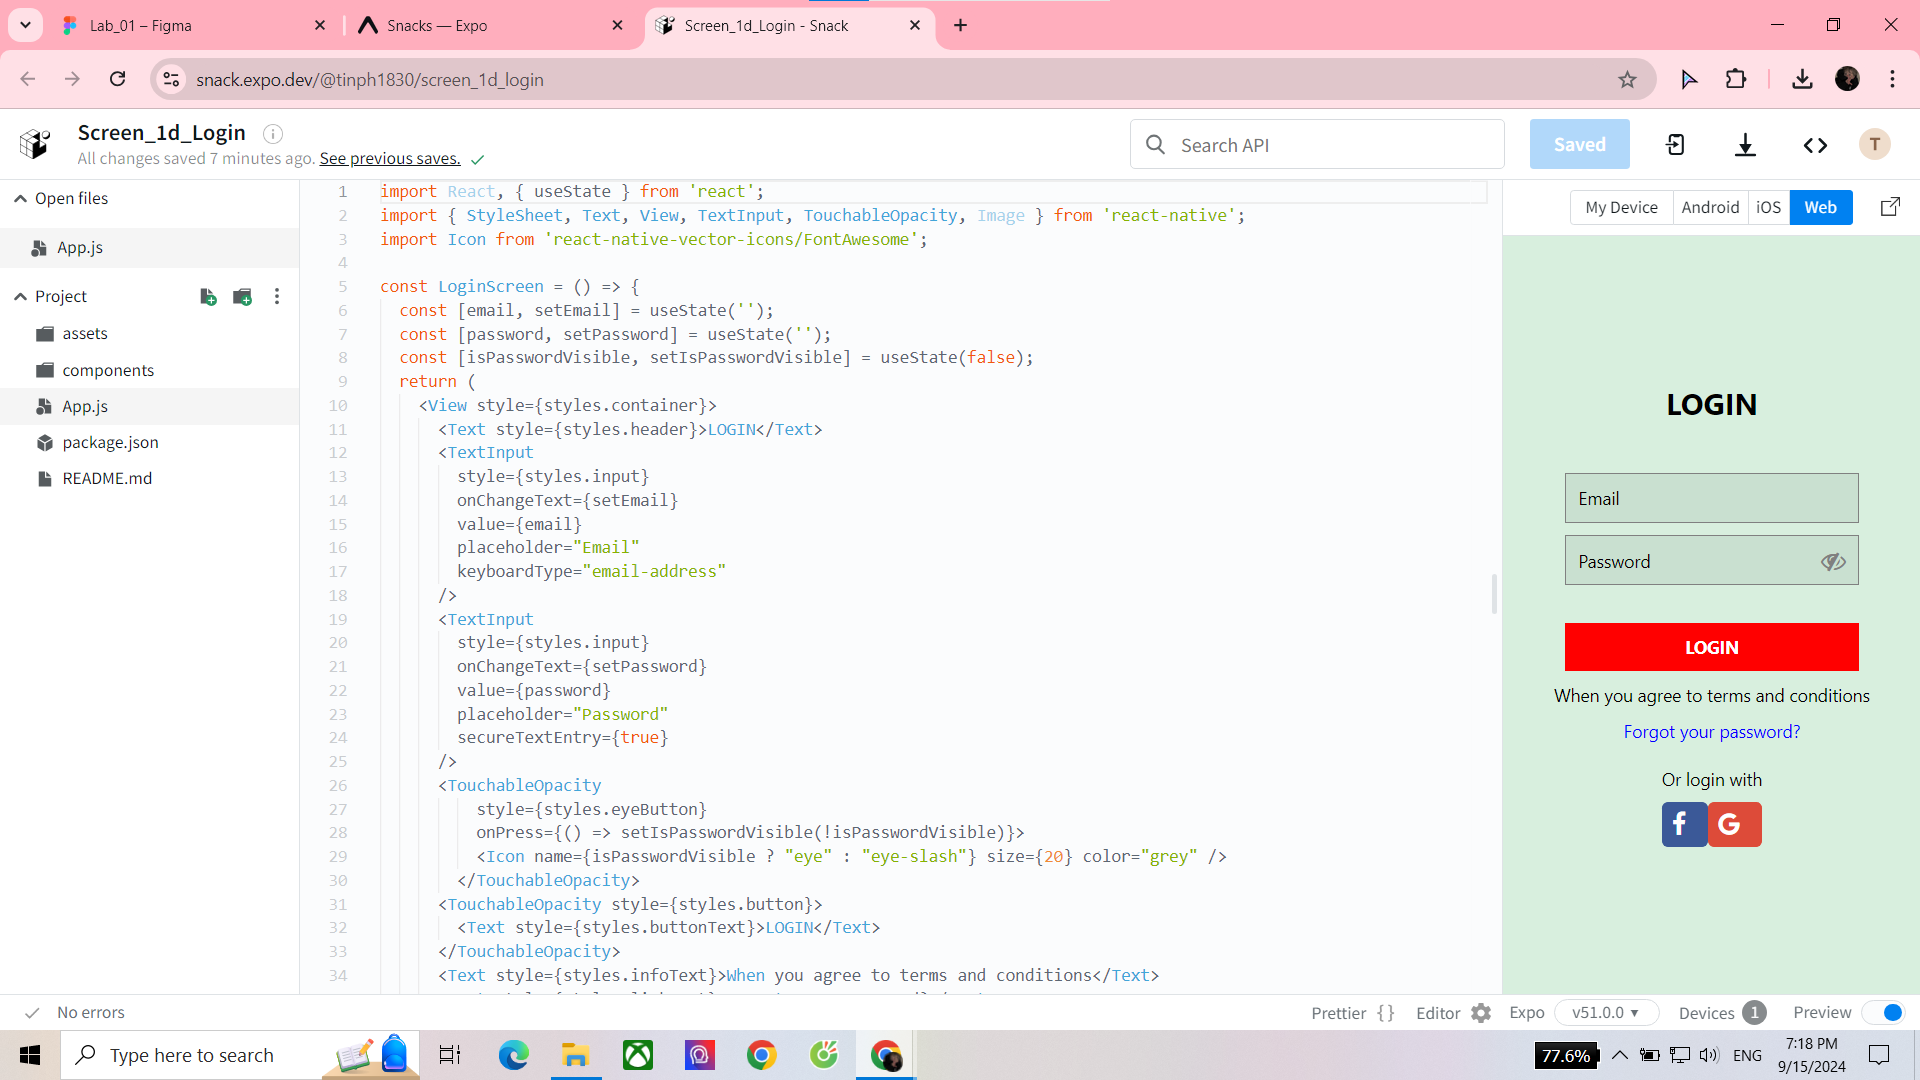 Lab_01 – Figma
Snacks — Expo
Screen_1d_Login - Snack
snack.expo.dev/@tinph1830/screen_1d_login
Screen_1d_Login
All changes saved 7 minutes ago. See previous saves.
Search API
Saved
T
Open files
App.js
Project
assets
components
App.js
package.json
README.md
1 import React, { useState } from 'react';
2 import { StyleSheet, Text, View, TextInput, TouchableOpacity, Image } from 'react-native';
3 import Icon from 'react-native-vector-icons/FontAwesome';
4
5 const LoginScreen = () => {
6 const [email, setEmail] = useState('');
7 const [password, setPassword] = useState('');
8 const [isPasswordVisible, setIsPasswordVisible] = useState(false);
9 return (
10 <View style={styles.container}>
11 <Text style={styles.header}>LOGIN</Text>
12 <TextInput
13 style={styles.input}
14 onChangeText={setEmail}
15 value={email}
16 placeholder="Email"
17 keyboardType="email-address"
18 />
19 <TextInput
20 style={styles.input}
21 onChangeText={setPassword}
22 value={password}
23 placeholder="Password"
24 secureTextEntry={true}
25 />
26 <TouchableOpacity
27 style={styles.eyeButton}
28 onPress={() => setIsPasswordVisible(!isPasswordVisible)}>
29 <Icon name={isPasswordVisible ? "eye" : "eye-slash"} size={20} color="grey" />
30 </TouchableOpacity>
31 <TouchableOpacity style={styles.button}>
32 <Text style={styles.buttonText}>LOGIN</Text>
33 </TouchableOpacity>
34 <Text style={styles.infoText}>When you agree to terms and conditions</Text>
My Device Android iOS Web
LOGIN
Email
Password
LOGIN
When you agree to terms and conditions
Forgot your password?
Or login with
f G
No errors
Prettier {} Editor Expo v51.0.0 Devices 1 Preview
Type here to search
77.6%
ENG
7:18 PM
9/15/2024